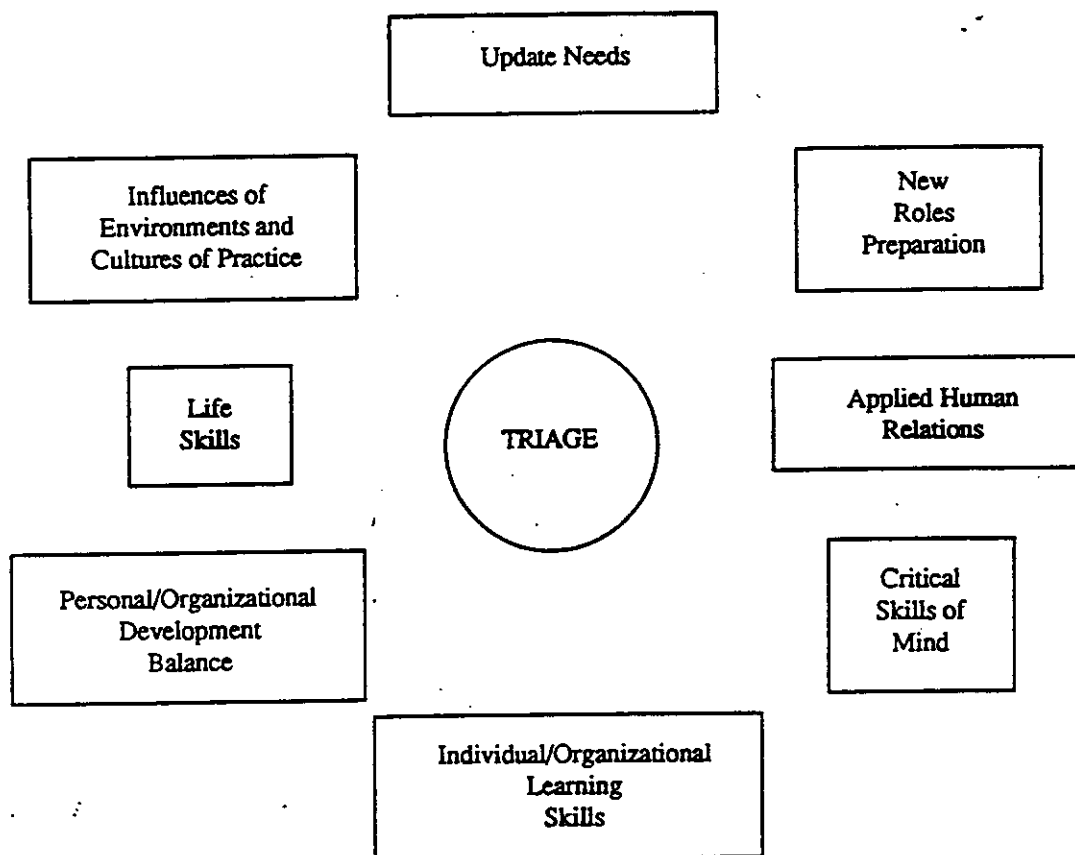 Update Needs
Influences of
Environments and
Cultures of Practice
New
Roles
Preparation
Life
Skills
TRIAGE
Applied Human
Relations
Personal/Organizational
Development
Balance
Critical
Skills of
Mind
Individual/Organizational
Learning
Skills